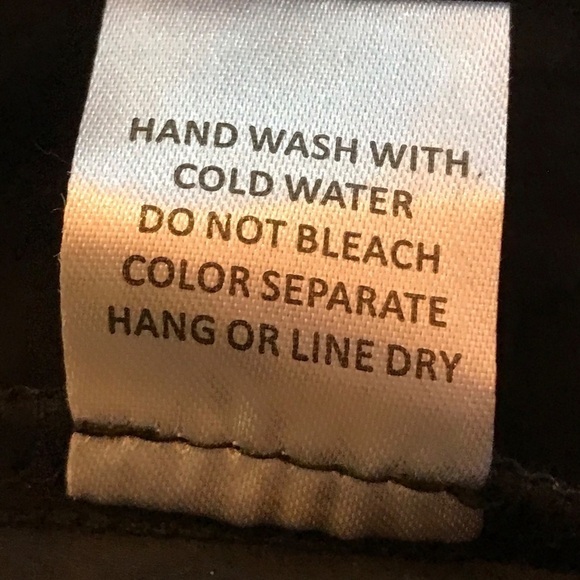 HAND WASH WITH
COLD WATER
DO NOT BLEACH
COLOR SEPARATE
HANG OR LINE DRY